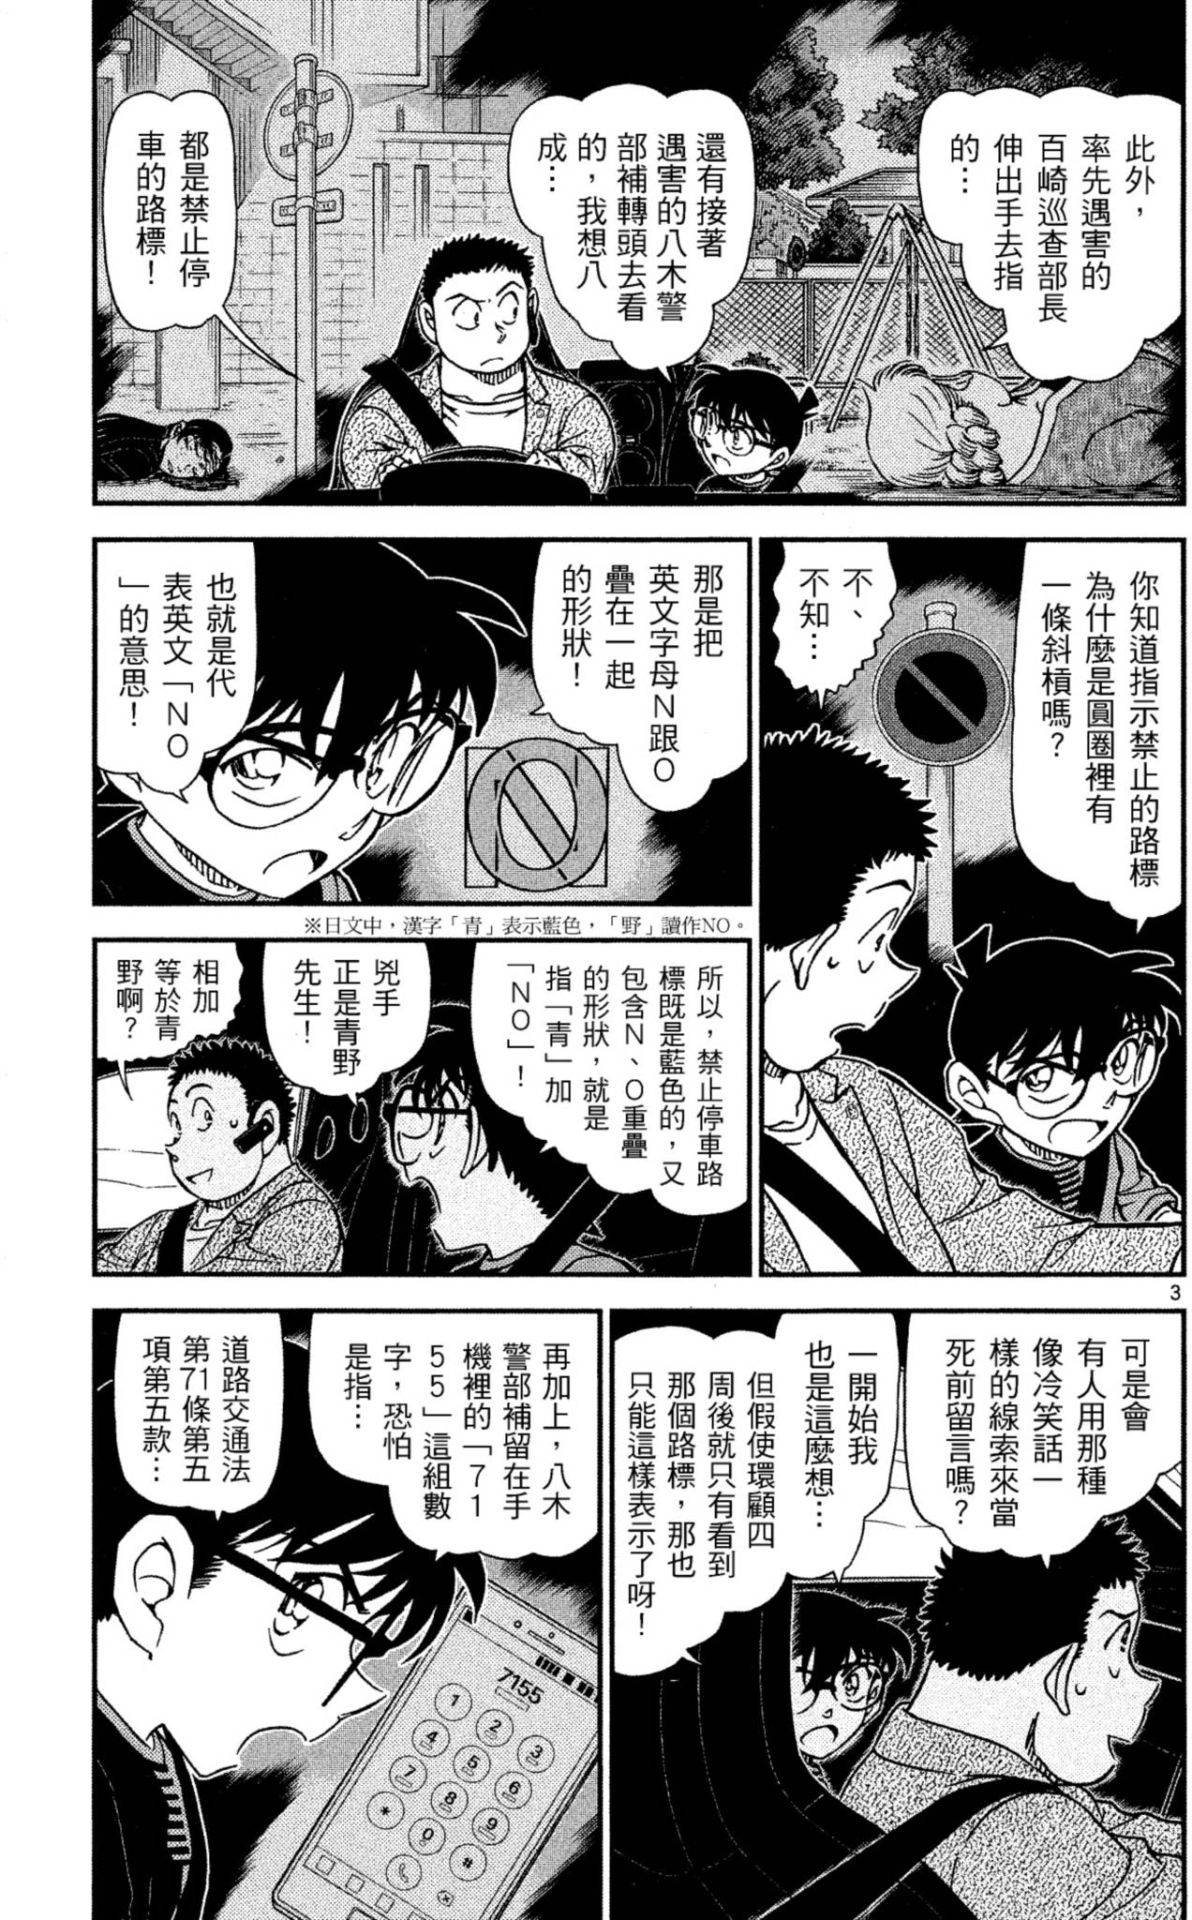 此外，
率先遇害的
百崎巡查部長
伸出手去指
的…
還有接著
遇害的八木警
部補轉頭去看
的，我想八
成…
都是禁止停
車的路標！
你知道指示禁止的路標
為什麼是圓圈裡有
一條斜槓嗎？
不、
不知…
那是把
英文字母N跟O
疊在一起
的形狀！
也就是代
表英文「NO
」的意思！
※日文中，漢字「青」表示藍色，「野」讀作NO。
所以，禁止停車路
標既是藍色的，又
包含N、O重疊
的形狀，就是
指「青」加
「NO」！
兇手
正是青野
先生！
相加
等於青
野啊？
3
可是會
有人用那種
像冷笑話一
樣的線索來當
死前留言嗎？
一開始我
也是這麼想…
但假使環顧四
周後就只有看到
那個路標，那也
只能這樣表示了呀！
再加上，八木
警部補留在手
機裡的「71
55」這組數
字，恐怕
是指…
道路交通法
第71條第五
項第五款…
7155
1
2
3
4
5
6
7
8
9
*
0
#